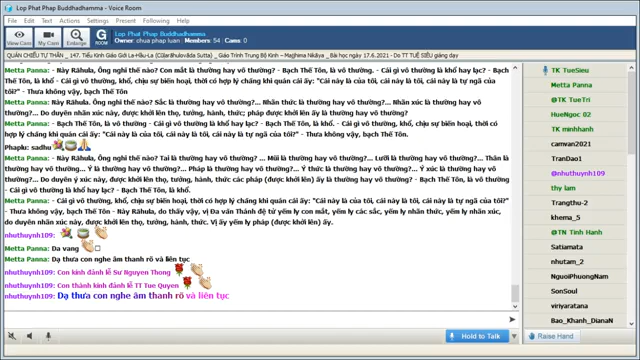 Lop Phat Phap Buddhadhamma - Voice Room
File Edit Text Actions Settings Present Following Help
View Cam
My Cam
Enlarge
G
ROOM
Lop Phat Phap Buddhadhamma
Owner: chua phap luan : Members: 54 : Cams: 0
QUÁN CHIẾU TỰ THÂN _ 147. Tiểu Kinh Giáo Giới La-Hầu-La (Cūḷarāhulovāda Sutta) _ Giáo Trình Trung Bộ Kinh – Majjhima Nikāya _ Bài học ngày 17.6.2021 - Do TT TUỆ SIÊU giảng dạy
Metta Panna: - Này Rāhula. Ông nghĩ thế nào? Con mắt là thường hay vô thường? - Bạch Thế Tôn, là vô thường. - Cái gì vô thường là khổ hay lạc? -
Bạch Thế Tôn, là khổ - Cái gì vô thường, khổ, chịu sự biến hoại, thời có hợp lý chăng khi quán cái ấy: "Cái này là của tôi, cái này là tôi, cái này là tự ngã
của tôi?" - Thưa không vậy, bạch Thế Tôn.
Metta Panna: Này Rāhula. Ông nghĩ thế nào? Sắc là thường hay vô thường?... Nhãn thức là thường hay vô thường? ... Nhãn xúc là thường hay vô
thường?... Do duyên nhãn xúc này, được khởi lên thọ, tưởng, hành, thức; pháp được khởi lên ấy là thường hay vô thường?
Metta Panna: - Bạch Thế Tôn, là vô thường - Cái gì vô thường là khổ hay lạc? - Bạch Thế Tôn, là khổ. - Cái gì vô thường, khổ, chịu sự biến hoại, thời có
hợp lý chăng khi quán cái ấy: "Cái này là của tôi, cái này là tôi, cái này là tự ngã của tôi?" - Thưa không vậy, bạch Thế Tôn.
Phaplu: sadhu
Metta Panna: - Này Rāhula, Ông nghĩ thế nào? Tai là thường hay vô thường? ... Mũi là thường hay vô thường?... Lưỡi là thường hay vô thường?... Thân là
thường hay vô thường... Ý là thường hay vô thường?... Pháp là thường hay vô thường? ... Ý thức là thường hay vô thường?... Ý xúc là thường hay vô
thường?... Do duyên ý xúc này, được khởi lên thọ, tưởng, hành, thức các pháp (được khởi lên) ấy là thường hay vô thường? - Bạch Thế Tôn, là vô thường
- Cái gì vô thường là khổ hay lạc? - Bạch Thế Tôn, là khổ.
Metta Panna: - Cái gì vô thường, khổ, chịu sự biến hoại, thời có hợp lý chăng khi quán cái ấy: "Cái này là của tôi, cái này là tôi, cái này là tự ngã của tôi?"
- Thưa không vậy, bạch Thế Tôn. - Này Rāhula, do thấy vậy, vị Đa văn Thánh đệ tử yếm ly con mắt, yếm ly các sắc, yếm ly nhãn thức, yếm ly nhãn xúc,
do duyên nhãn xúc này, được khởi lên thọ, tưởng, hành, thức. Vị ấy yếm ly pháp (được khởi lên) ấy.
nhuthuynh109:
Metta Panna: Da vang
Metta Panna: Dạ thưa con nghe âm thanh rõ và liên tục
nhuthuynh109: Con kính đảnh lễ Sư Nguyen Thong
nhuthuynh109: Con thành kính đảnh lễ TT Tue Quyen
nhuthuynh109: Dạ thưa con nghe âm thanh rõ và liên tục
TK TueSieu
Metta Panna
@TK TueTri
HueNgoc 02
TK minhhanh
camvan2021
TranDao1
@nhuthuynh109
thy lam
Trangthu-2
khema_5
@TN Tinh Hanh
Satiamata
nhutam_2
NguoiPhuongNam
SonSoul
viriyaratana
Bao_Khanh_DianaN
Hold to Talk
Raise Hand